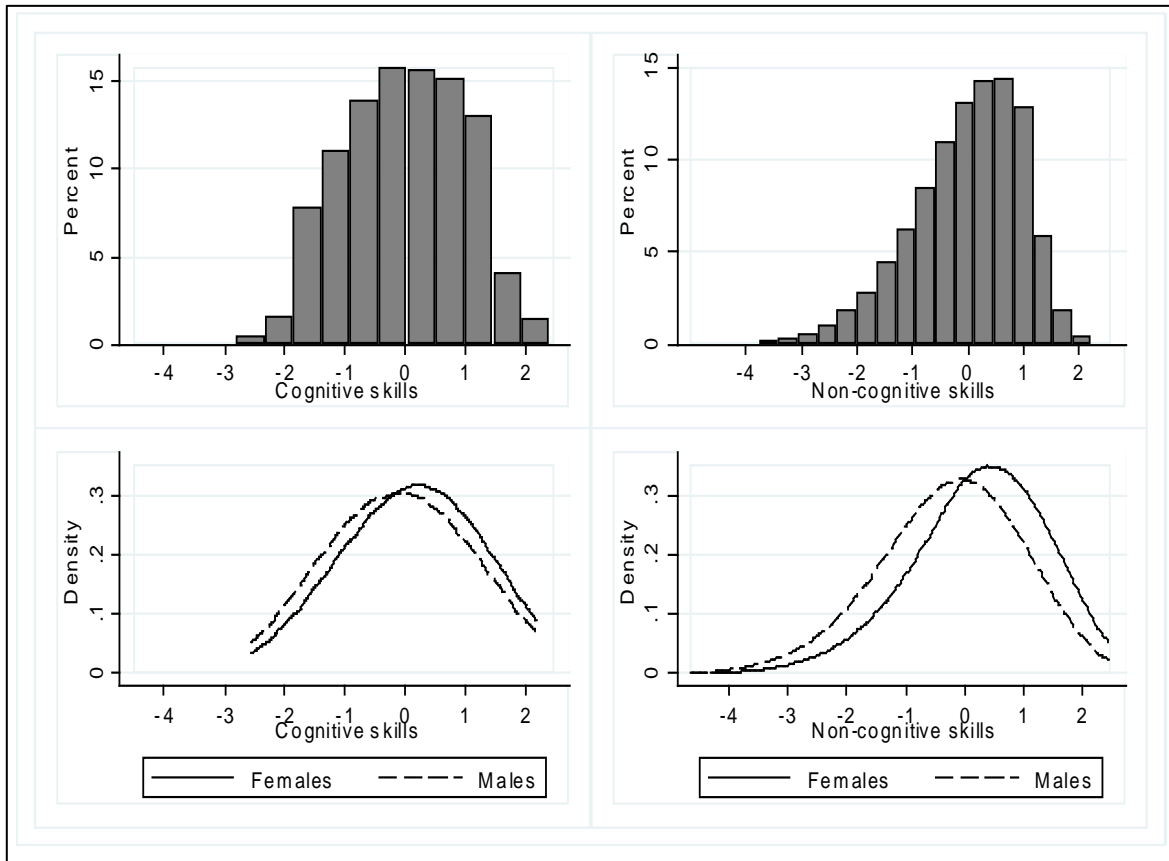 Percent
15
10
5
0
-4 -3 -2 -1 0 1 2
Cognitive skills
Percent
15
10
5
0
-4 -3 -2 -1 0 1 2
Non-cognitive skills
Density
.3
.2
.1
0
-4 -3 -2 -1 0 1 2
Cognitive skills
Females Males
Density
.3
.2
.1
0
-4 -3 -2 -1 0 1 2
Non-cognitive skills
Females Males